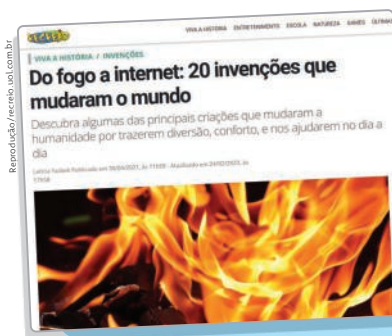 Reprodução/recreio.uol.com.br
recreio
VIVA A HISTÓRIA ENTRETENIMENTO ESCOLA NATUREZA GAMES
VIVA A HISTÓRIA / INVENÇÕES
Do fogo a internet: 20 invenções que
mudaram o mundo
Descubra algumas das principais criações que mudaram a
humanidade por trazerem diversão, conforto, e nos ajudarem no dia a
dia